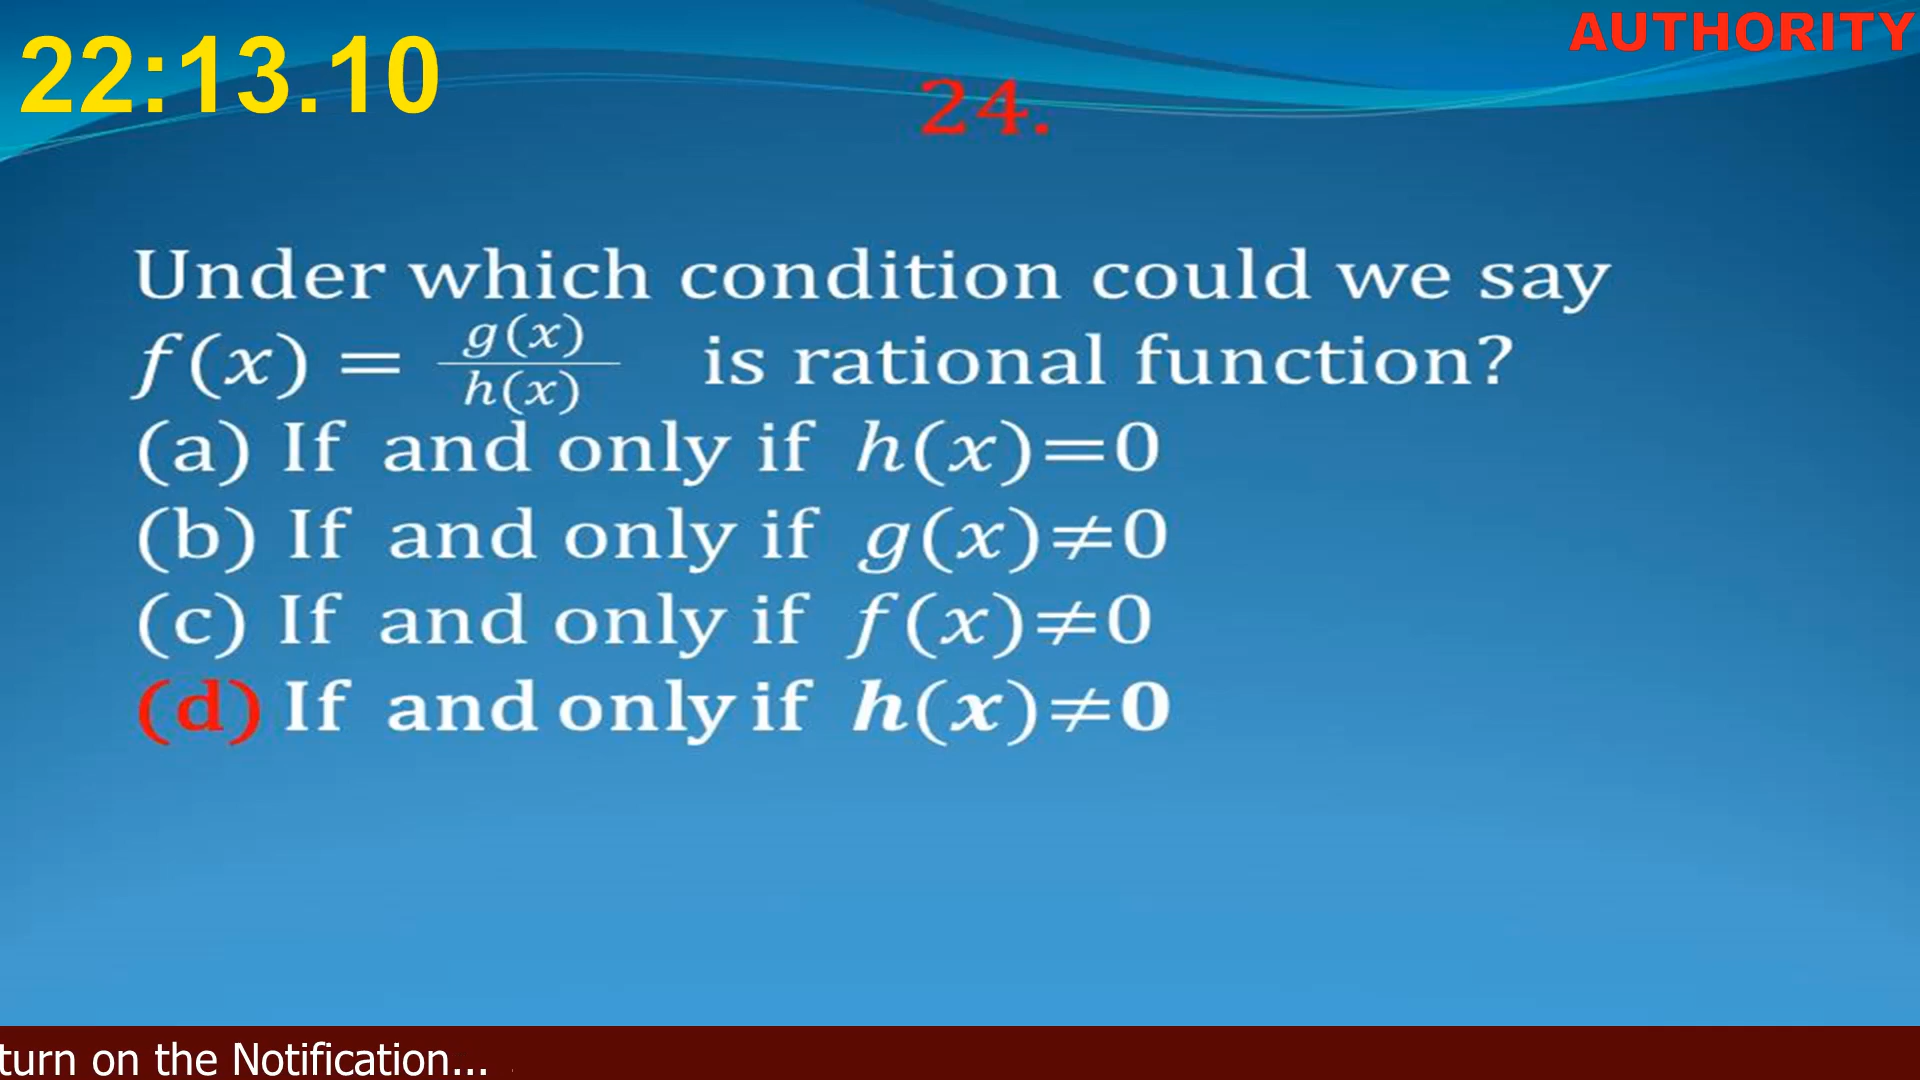 22:13.10
AUTHORITY
24.
Under which condition could we say
f(x) = g(x)/h(x) is rational function?
(a) If and only if h(x)=0
(b) If and only if g(x)≠0
(c) If and only if f(x)≠0
(d) If and only if h(x)≠0
turn on the Notification...